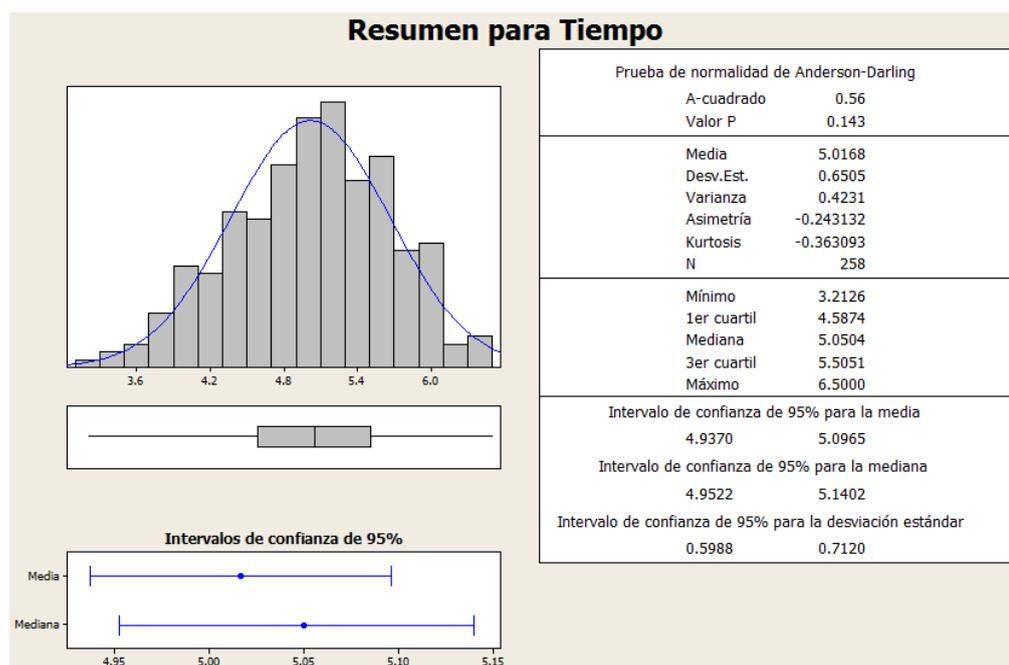 Resumen para Tiempo
3.6 4.2 4.8 5.4 6.0
Intervalos de confianza de 95%
Media
Mediana
4.95 5.00 5.05 5.10 5.15
Prueba de normalidad de Anderson-Darling
A-cuadrado 0.56
Valor P 0.143
Media 5.0168
Desv.Est. 0.6505
Varianza 0.4231
Asimetría -0.243132
Kurtosis -0.363093
N 258
Mínimo 3.2126
1er cuartil 4.5874
Mediana 5.0504
3er cuartil 5.5051
Máximo 6.5000
Intervalo de confianza de 95% para la media
4.9370 5.0965
Intervalo de confianza de 95% para la mediana
4.9522 5.1402
Intervalo de confianza de 95% para la desviación estándar
0.5988 0.7120